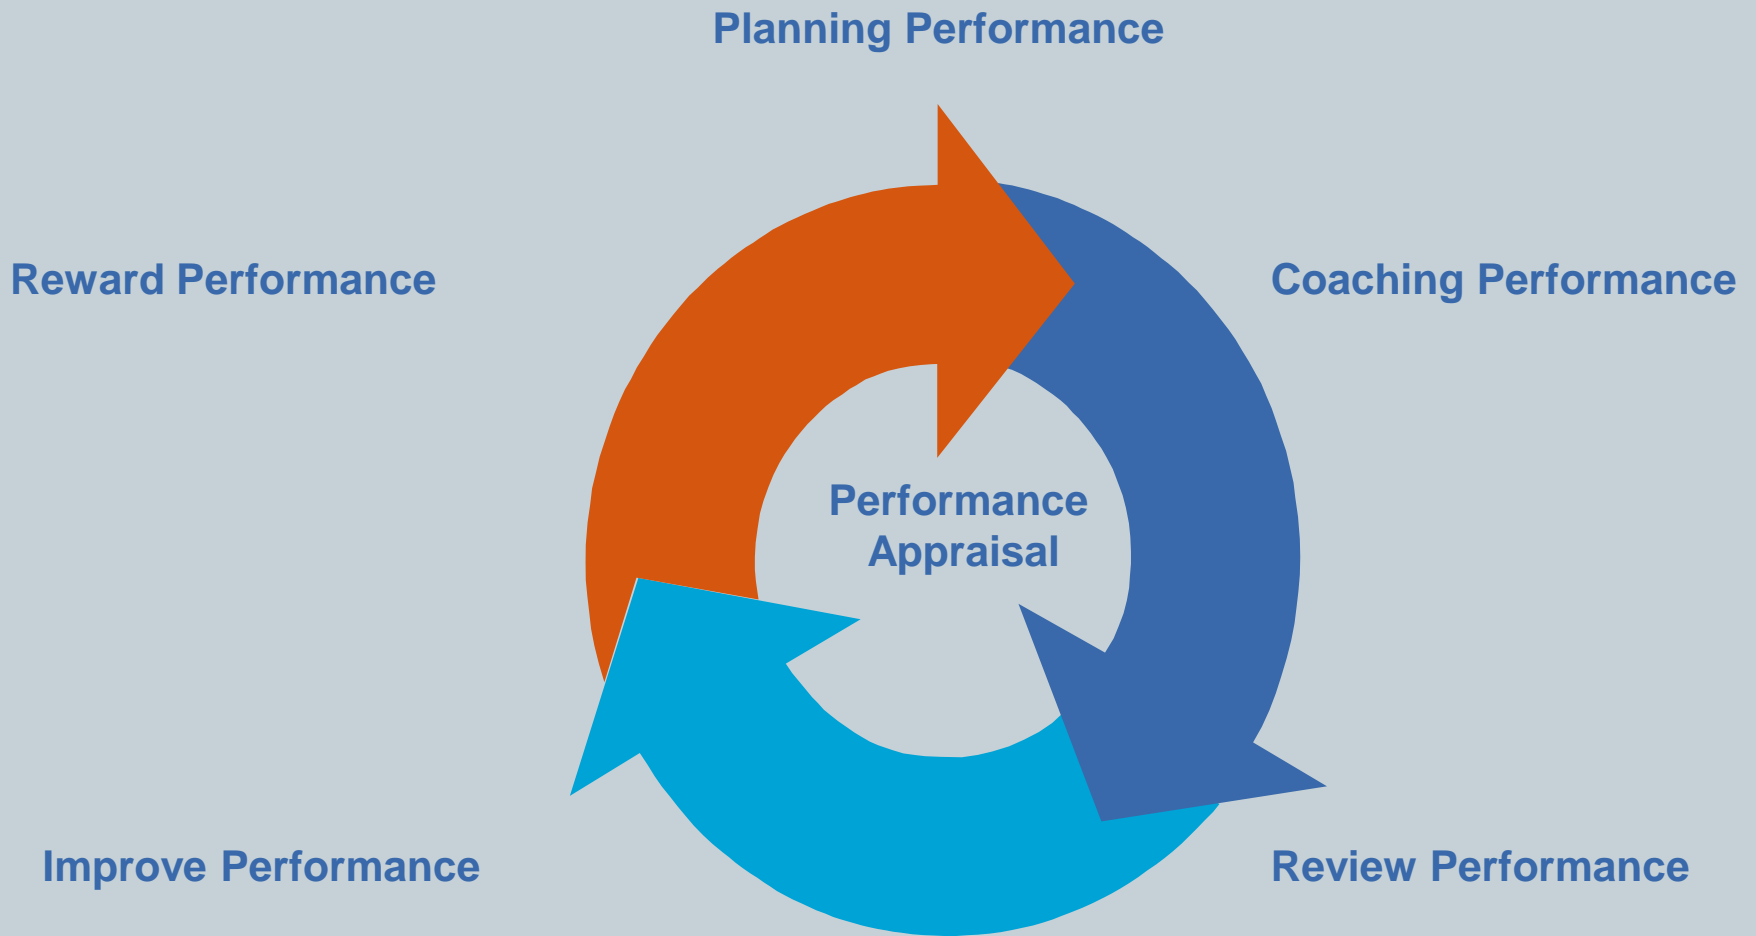 Planning Performance
Reward Performance
Coaching Performance
Performance
Appraisal
Improve Performance
Review Performance